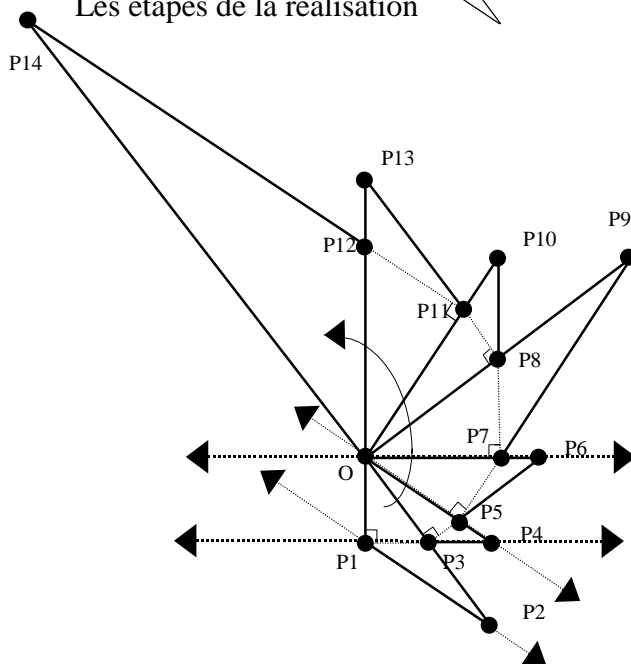 Les étapes de la réalisation
P14
P13
P9
P12
P10
P11
P8
P7
P6
O
P5
P4
P1
P3
P2